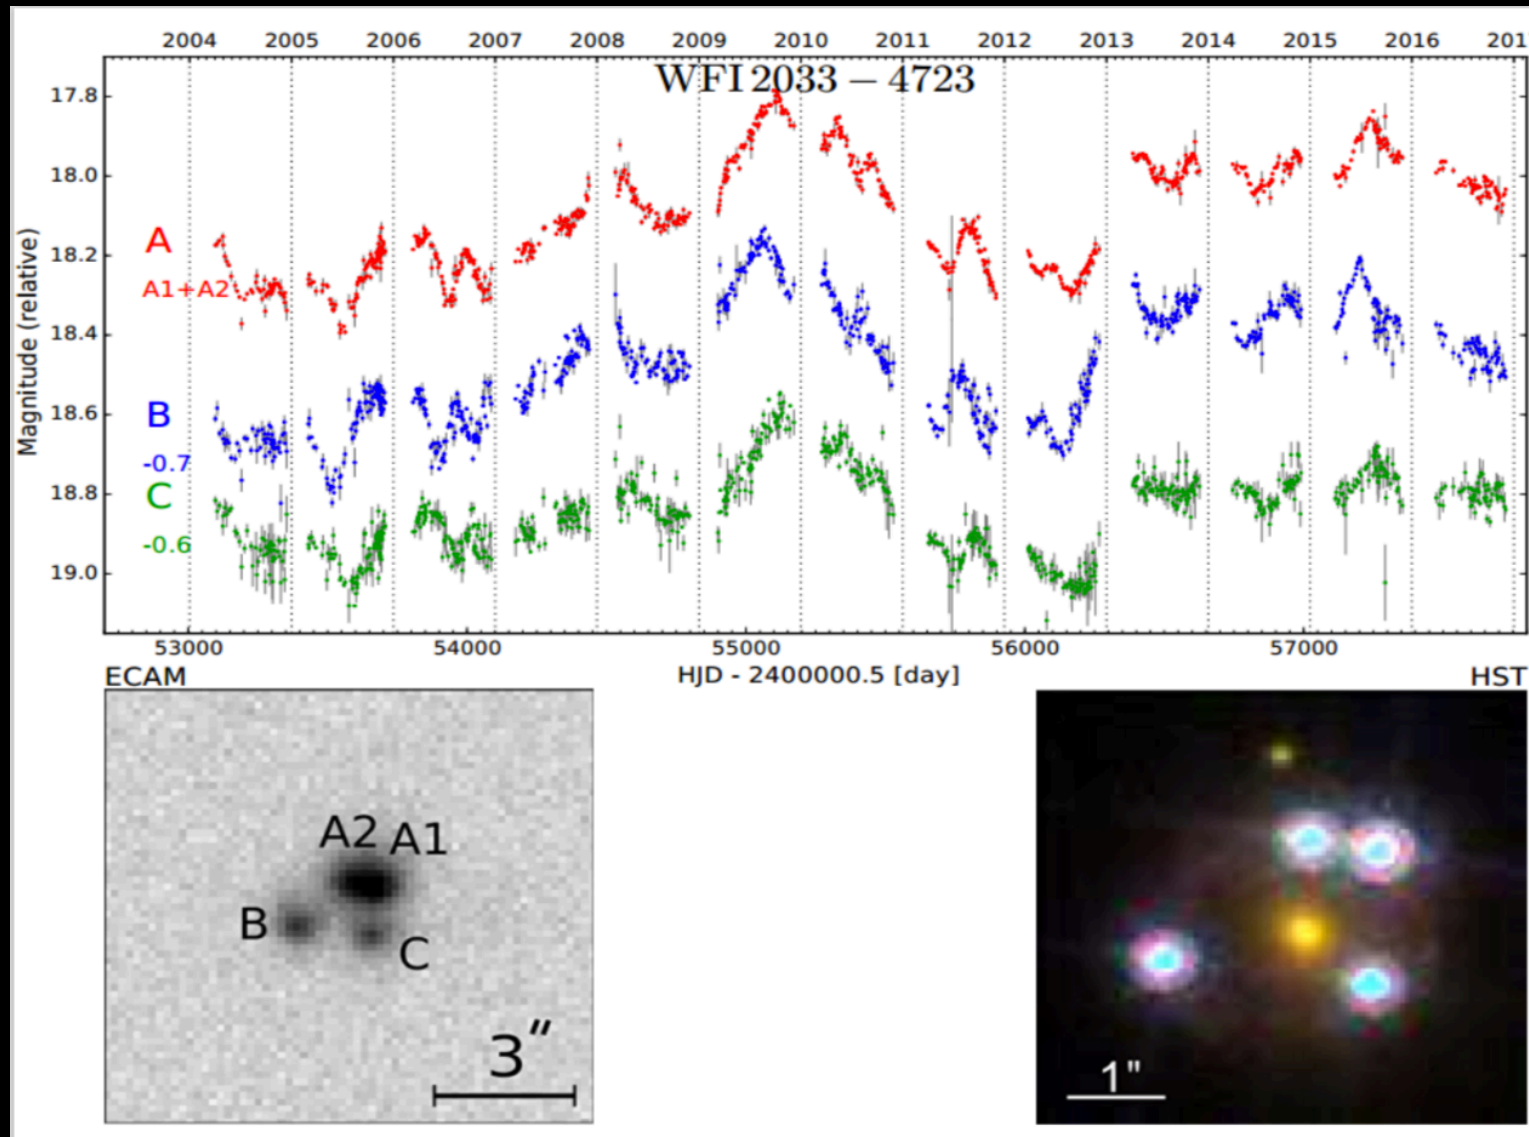 2004 2005 2006 2007 2008 2009 2010 2011 2012 2013 2014 2015 2016 201
WFI 2033 − 4723
17.8
18.0
18.2
18.4
18.6
18.8
19.0
Magnitude (relative)
A
A1+A2
B
-0.7
C
-0.6
53000 54000 55000 56000 57000
HJD - 2400000.5 [day]
ECAM
HST
A2 A1
B
C
3"
1"